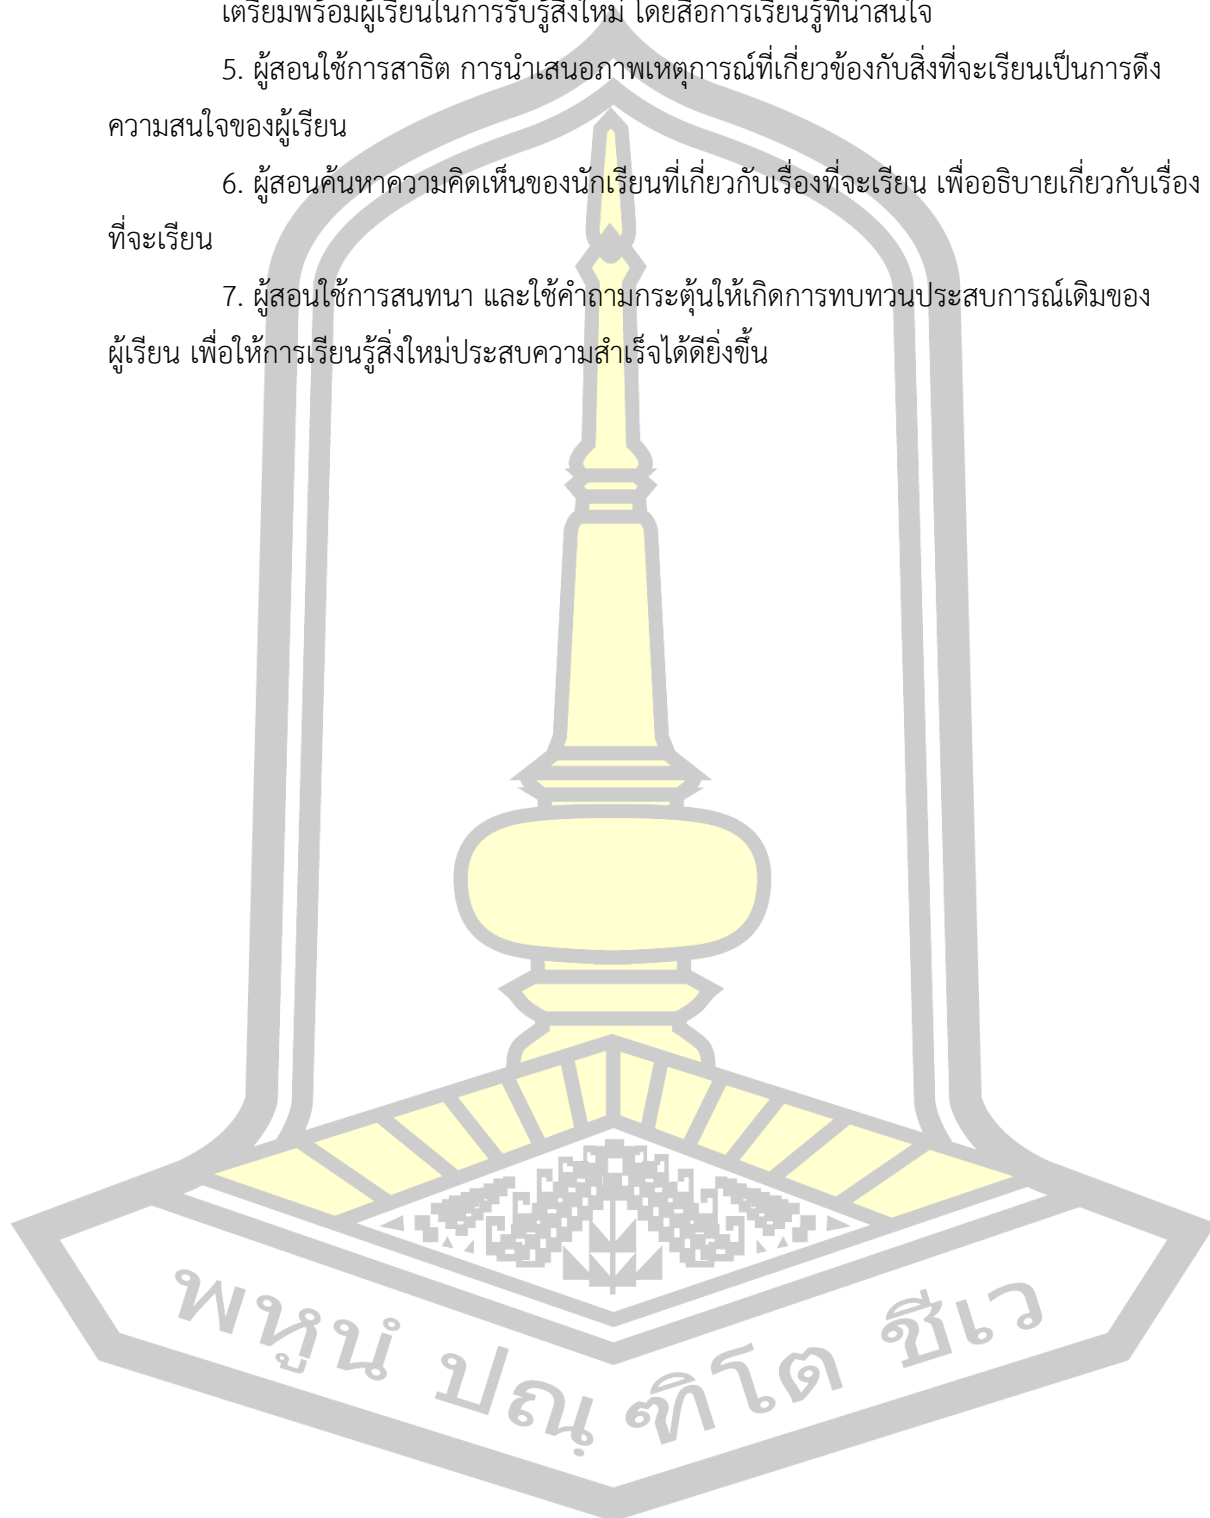 เตรียมพร้อมผู้เรียนในการรับรู้สิ่งใหม่ โดยสื่อการเรียนรู้ที่น่าสนใจ
5. ผู้สอนใช้การสาธิต การนำเสนอภาพเหตุการณ์ที่เกี่ยวข้องกับสิ่งที่จะเรียนเป็นการดึง
ความสนใจของผู้เรียน
6. ผู้สอนค้นหาความคิดเห็นของนักเรียนที่เกี่ยวกับเรื่องที่จะเรียน เพื่ออธิบายเกี่ยวกับเรื่อง
ที่จะเรียน
7. ผู้สอนใช้การสนทนา และใช้คำถามกระตุ้นให้เกิดการทบทวนประสบการณ์เดิมของ
ผู้เรียน เพื่อให้การเรียนรู้สิ่งใหม่ประสบความสำเร็จได้ดียิ่งขึ้น
พหูนํ ปณฺฑิโต ชีเว